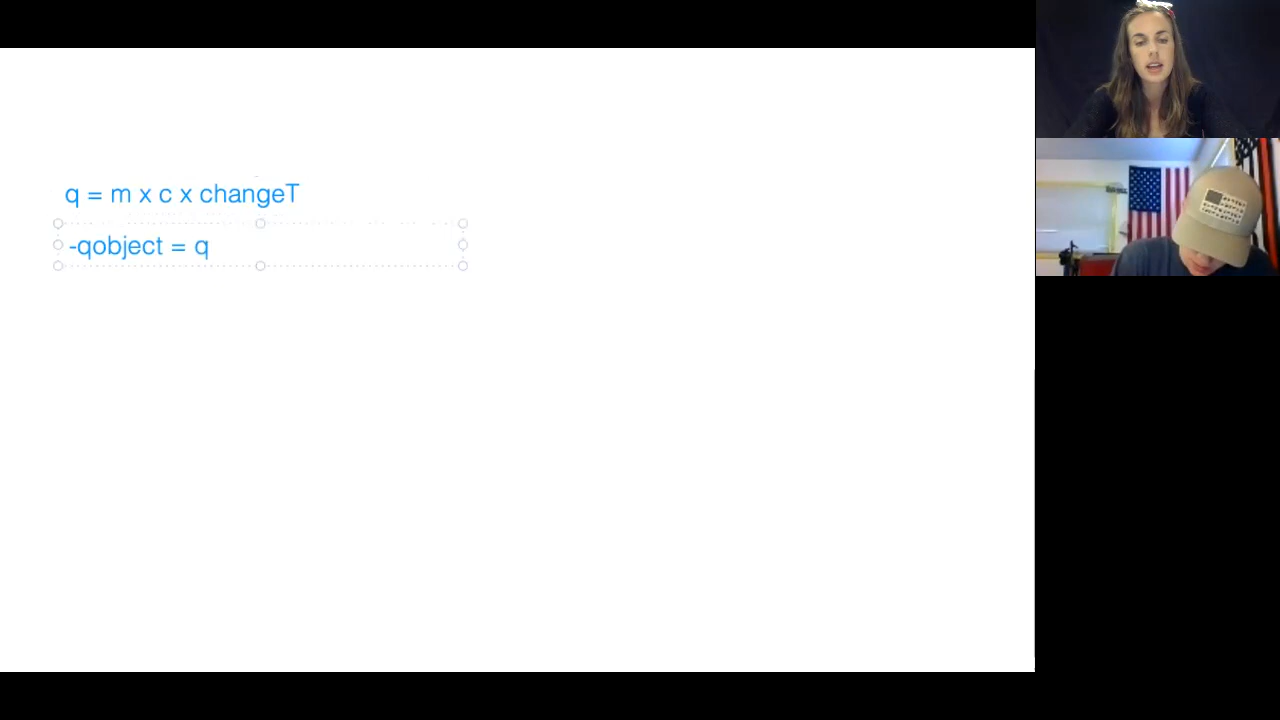 q = m x c x changeT
-qobject = q